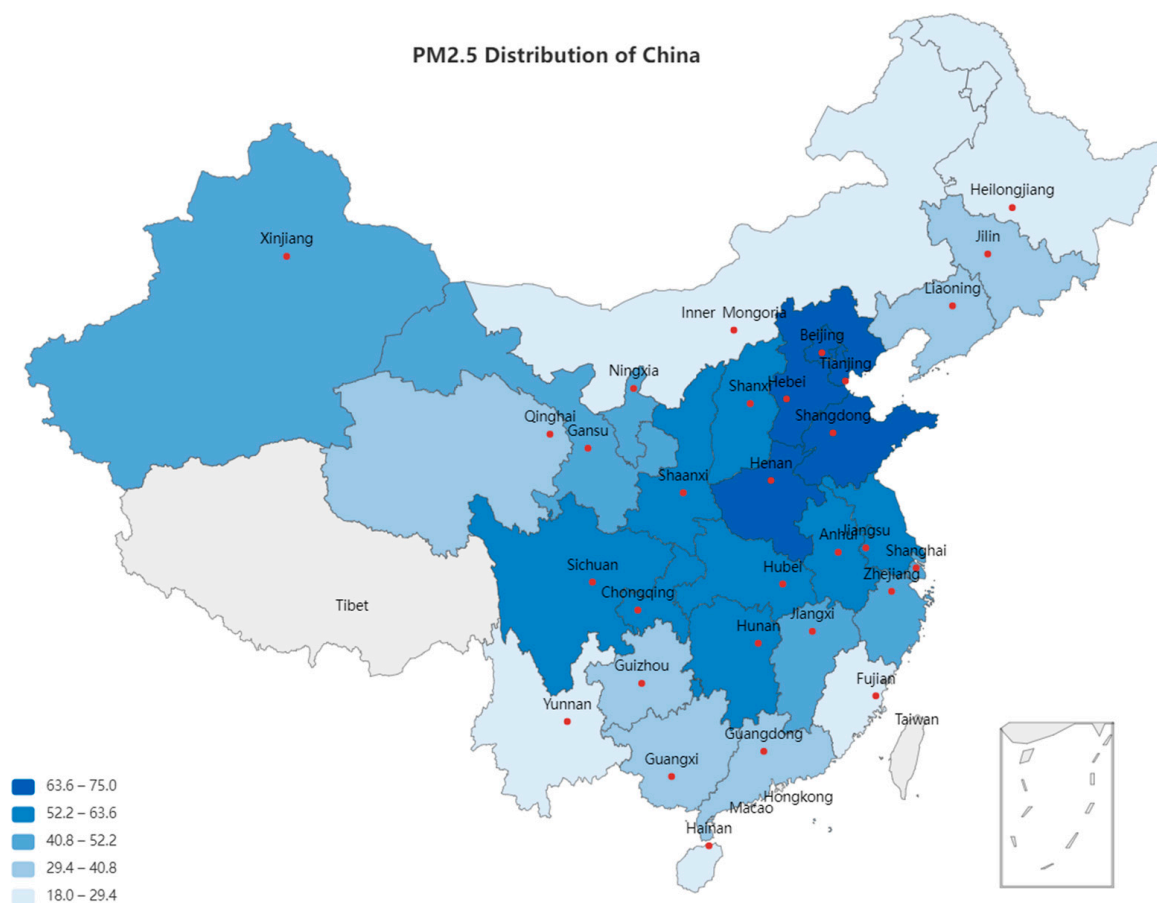 PM2.5 Distribution of China
Heilongjiang
Jilin
Xinjiang
Liaoning
Inner Mongoria
Beijing
Tianjing
Ningxia
Shanxi
Hebei
Qinghai
Gansu
Shangdong
Henan
Shaanxi
Jiangsu
Anhui
Shanghai
Hubei
Zhejiang
Sichuan
Chongqing
Tibet
Hunan
JIangxi
Guizhou
Fujian
Yunnan
Taiwan
Guangdong
Guangxi
Hongkong
Macao
Hainan
63.6 – 75.0
52.2 – 63.6
40.8 – 52.2
29.4 – 40.8
18.0 – 29.4